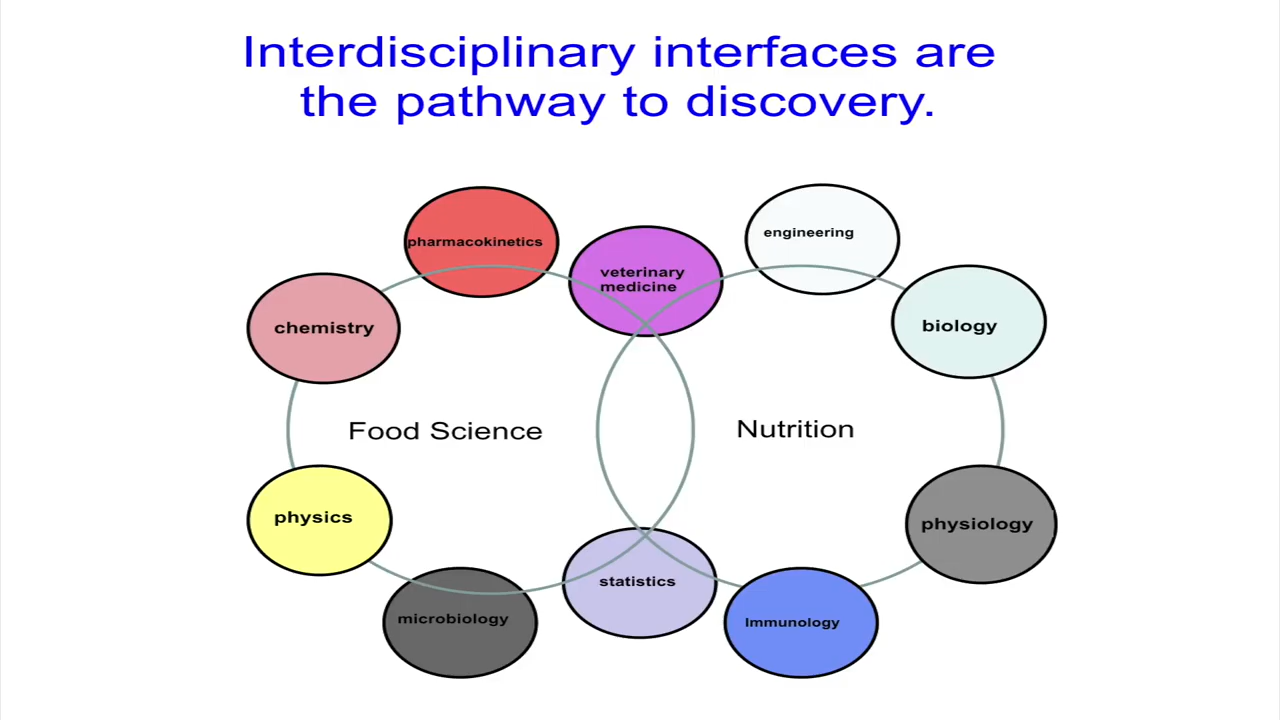 Interdisciplinary interfaces are
the pathway to discovery.
pharmacokinetics
veterinary
medicine
engineering
chemistry
biology
Food Science
Nutrition
physics
physiology
microbiology
statistics
Immunology